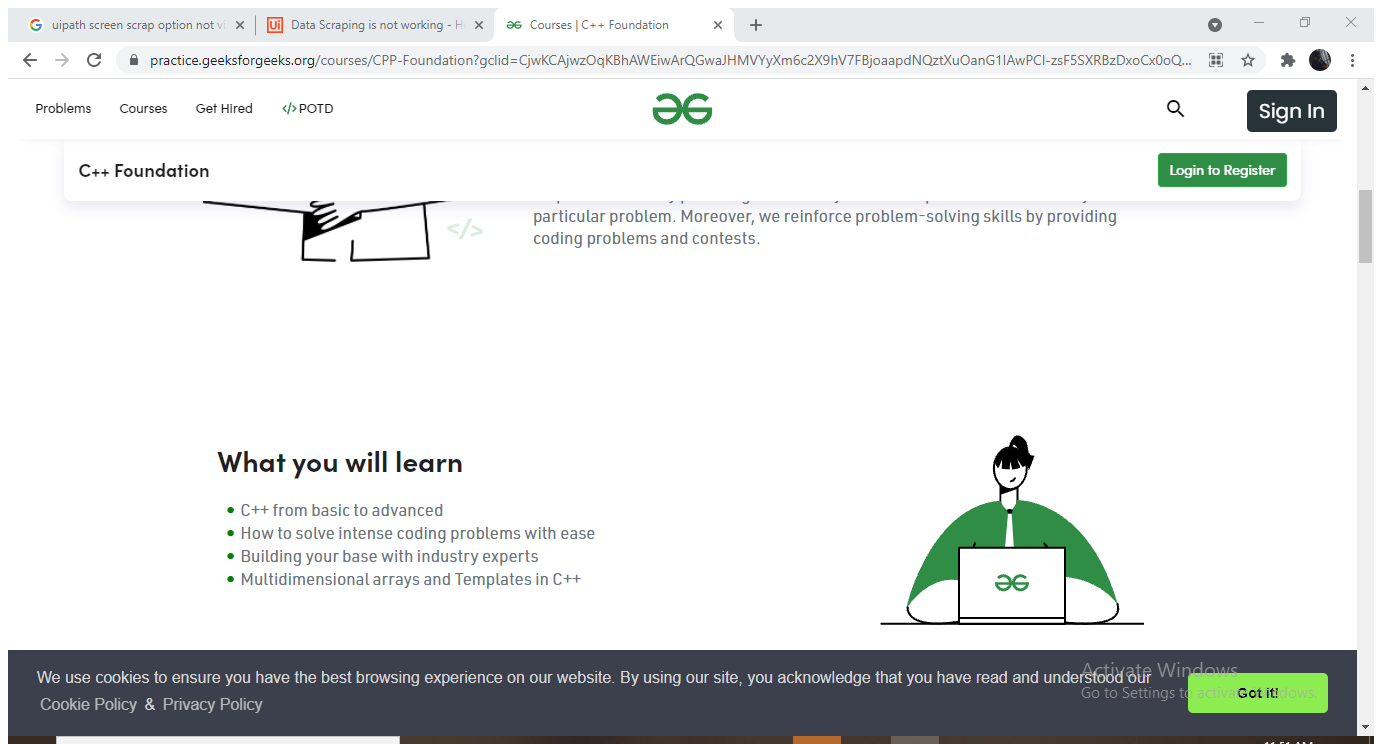 uipath screen scrap option not vi
Data Scraping is not working - H
Courses | C++ Foundation
practice.geeksforgeeks.org/courses/CPP-Foundation?gclid=CjwKCAjwzOqKBhAWEiwArQGwaJHMVYyXm6c2X9hV7FBjoaapdNQztXuOanG1IAwPCI-zsF5SXRBzDxoCx0oQ...
Problems Courses Get Hired </> POTD
Sign In
C++ Foundation
Login to Register
particular problem. Moreover, we reinforce problem-solving skills by providing
</>
coding problems and contests.
What you will learn
C++ from basic to advanced
How to solve intense coding problems with ease
Building your base with industry experts
Multidimensional arrays and Templates in C++
We use cookies to ensure you have the best browsing experience on our website. By using our site, you acknowledge that you have read and understood our
Cookie Policy & Privacy Policy
Got it!
Activate Windows
Go to Settings to activate Windows.